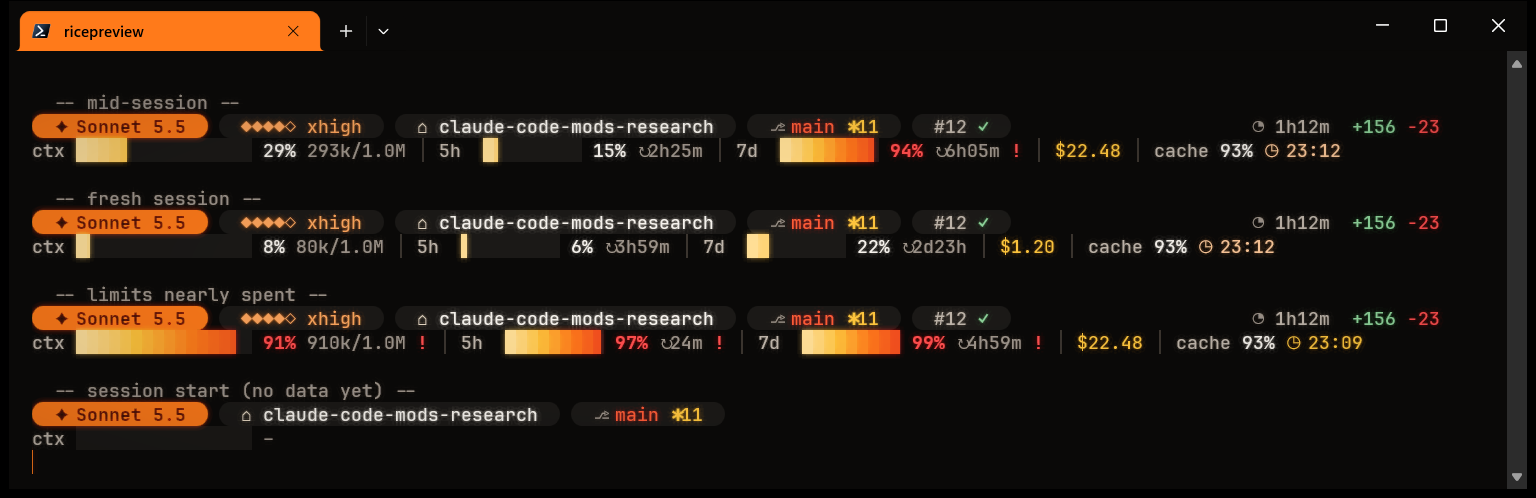 ricepreview
-- mid-session --
✦ Sonnet 5.5 ◆◆◆◆◇ xhigh ⌂ claude-code-mods-research ⎇ main *11 #12 ✓ ◔ 1h12m +156 -23
ctx 29% 293k/1.0M │ 5h 15% ↻2h25m │ 7d 94% ↻6h05m ! │ $22.48 │ cache 93% ◷ 23:12
-- fresh session --
✦ Sonnet 5.5 ◆◆◆◆◇ xhigh ⌂ claude-code-mods-research ⎇ main *11 #12 ✓ ◔ 1h12m +156 -23
ctx 8% 80k/1.0M │ 5h 6% ↻3h59m │ 7d 22% ↻2d23h │ $1.20 │ cache 93% ◷ 23:12
-- limits nearly spent --
✦ Sonnet 5.5 ◆◆◆◆◇ xhigh ⌂ claude-code-mods-research ⎇ main *11 #12 ✓ ◔ 1h12m +156 -23
ctx 91% 910k/1.0M ! │ 5h 97% ↻24m ! │ 7d 99% ↻4h59m ! │ $22.48 │ cache 93% ◷ 23:09
-- session start (no data yet) --
✦ Sonnet 5.5 ⌂ claude-code-mods-research ⎇ main *11
ctx –